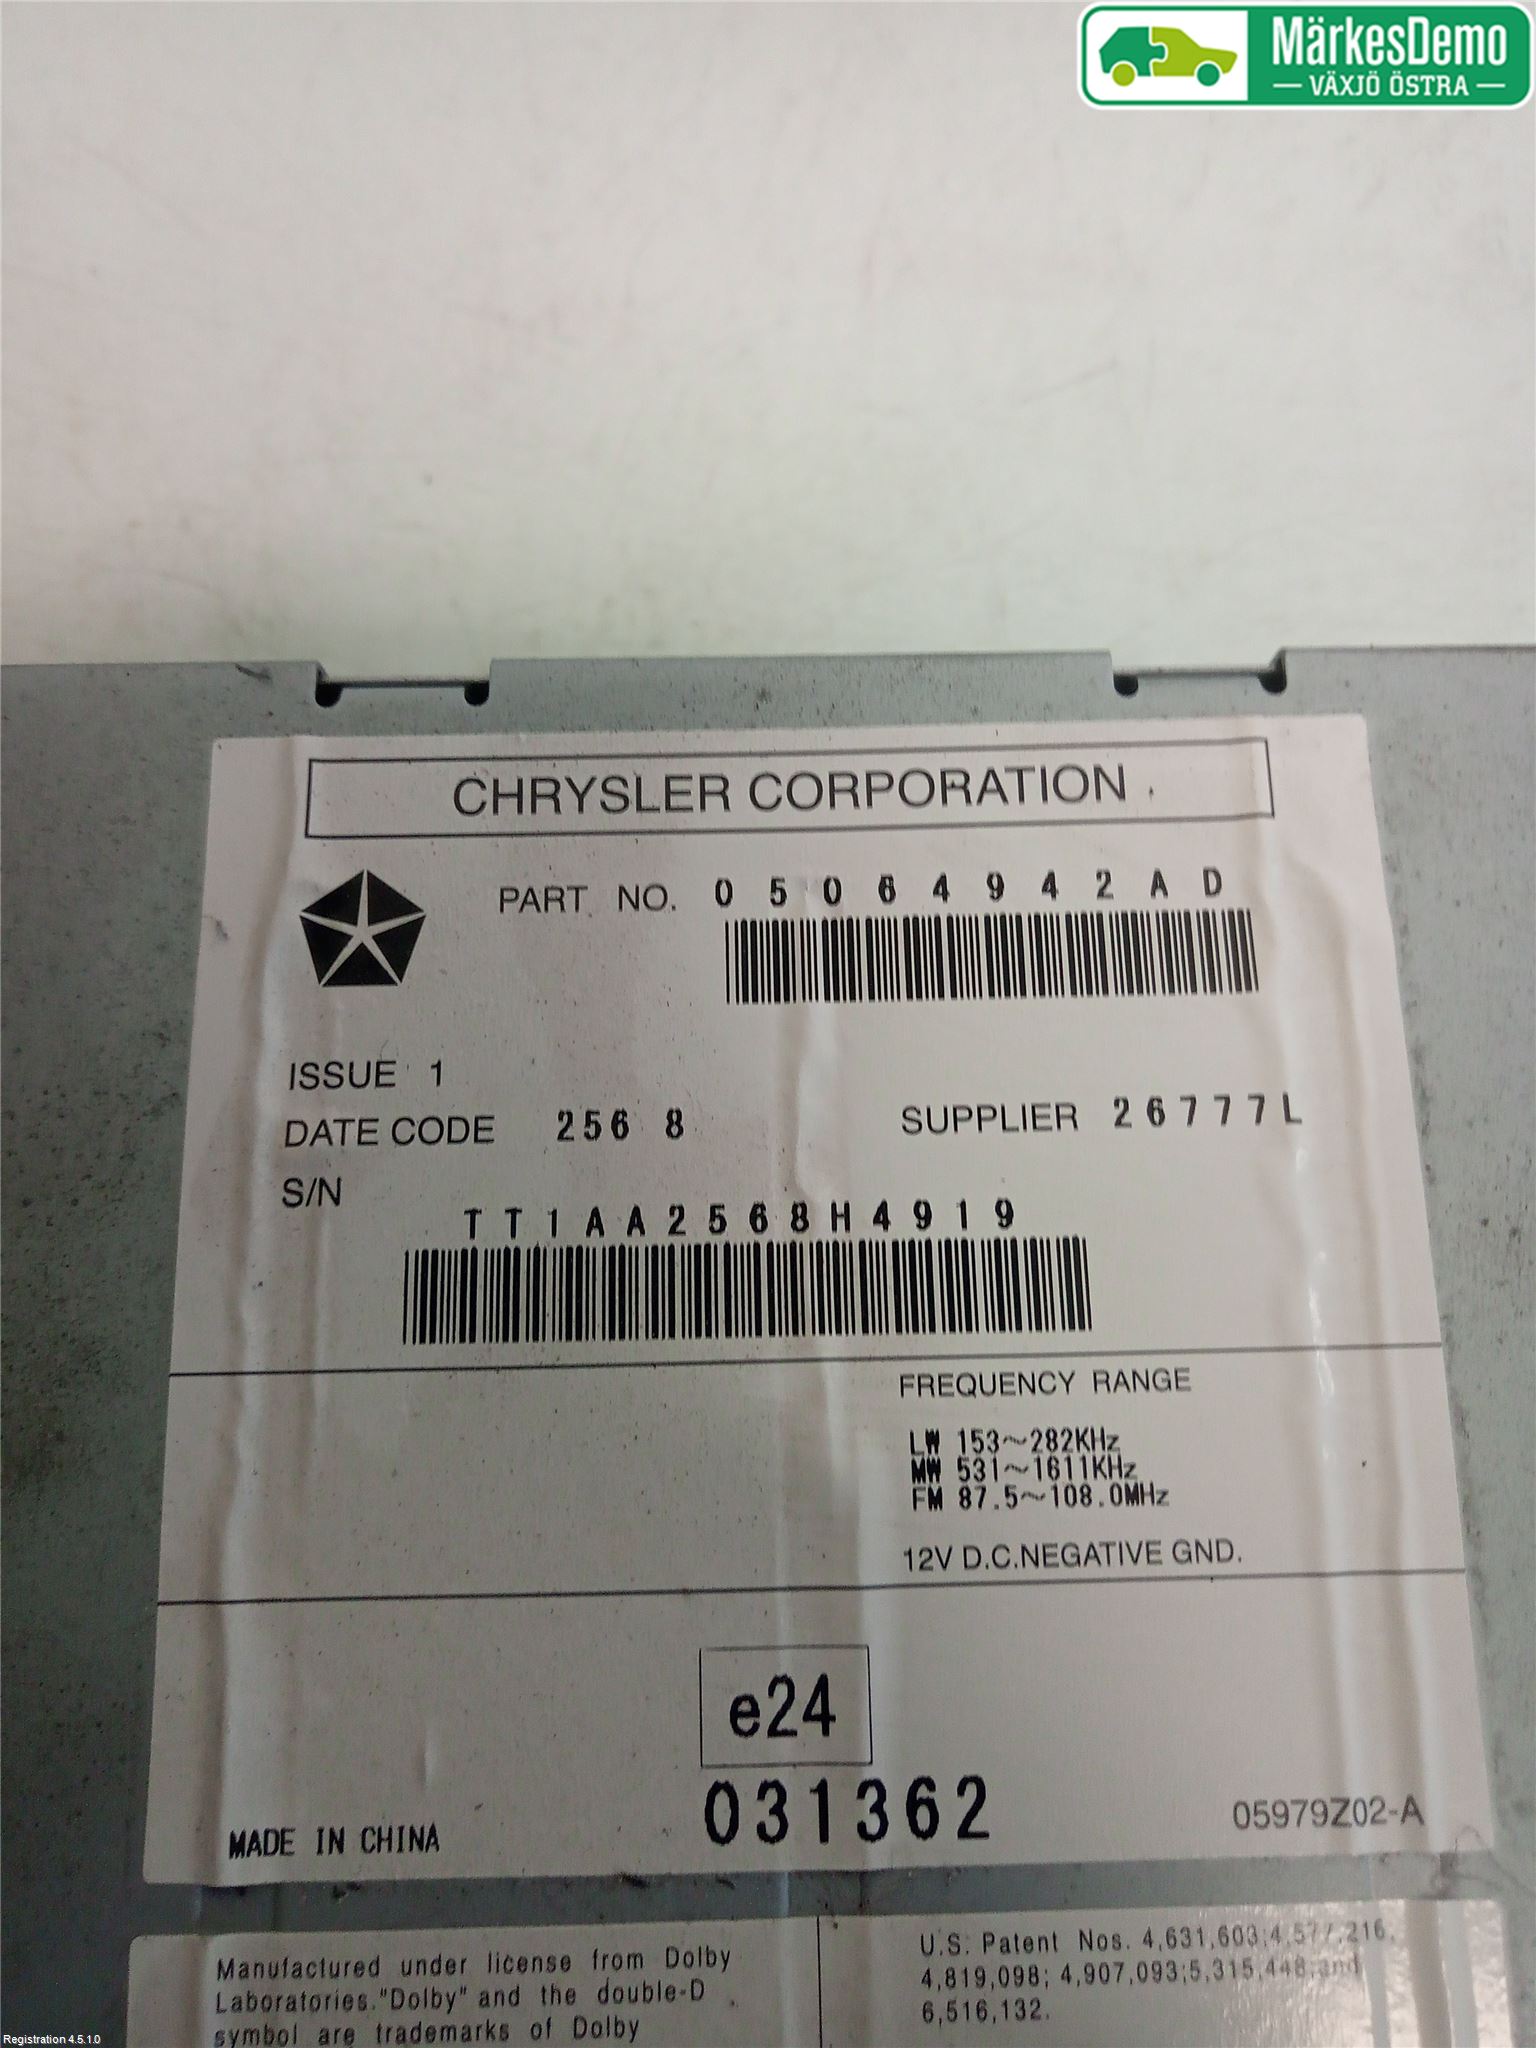 MärkesDemo
VÄXJÖ ÖSTRA
CHRYSLER CORPORATION
PART NO. 05064942AD
ISSUE 1
DATE CODE 2568
SUPPLIER 26777L
S/N
TT1AA2568H4919
FREQUENCY RANGE
LW 153~282KHz
MW 531~1611KHz
FM 87.5~108.0MHz
12V D.C.NEGATIVE GND.
e24
031362
MADE IN CHINA
05979Z02-A
Manufactured under license from Dolby
Laboratories."Dolby" and the double-D
symbol are trademarks of Dolby
U.S. Patent Nos. 4,631,603;4,577,216,
4,819,098; 4,907,093;5,315,448;and
6,516,132.
Registration 4.5.1.0